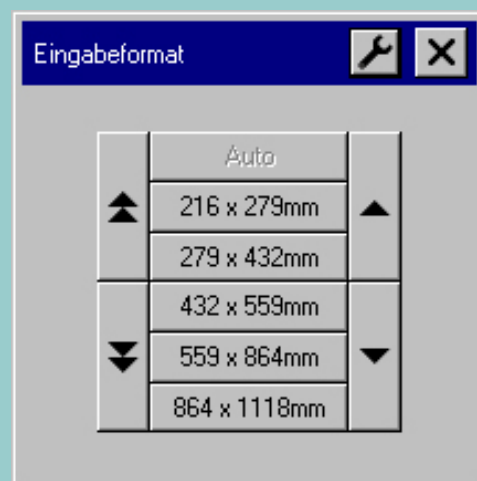 Eingabeformat
Auto
216 x 279mm
279 x 432mm
432 x 559mm
559 x 864mm
864 x 1118mm